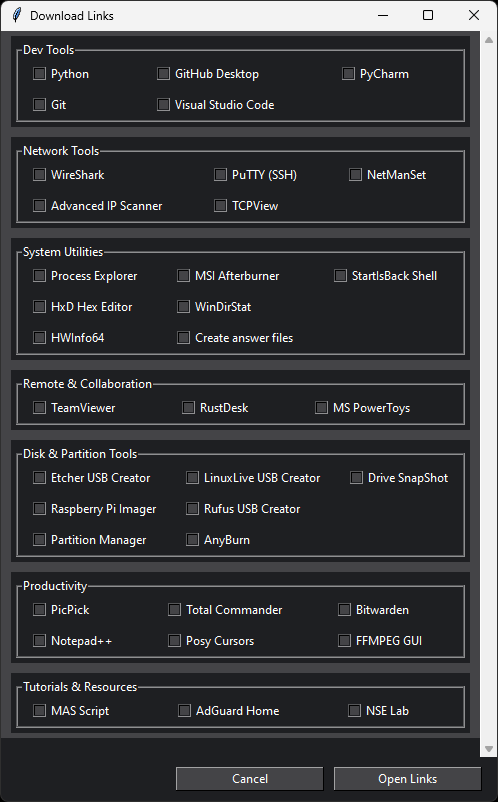 Download Links
Dev Tools
Python GitHub Desktop PyCharm
Git Visual Studio Code
Network Tools
WireShark PuTTY (SSH) NetManSet
Advanced IP Scanner TCPView
System Utilities
Process Explorer MSI Afterburner StartIsBack Shell
HxD Hex Editor WinDirStat
HWInfo64 Create answer files
Remote & Collaboration
TeamViewer RustDesk MS PowerToys
Disk & Partition Tools
Etcher USB Creator LinuxLive USB Creator Drive SnapShot
Raspberry Pi Imager Rufus USB Creator
Partition Manager AnyBurn
Productivity
PicPick Total Commander Bitwarden
Notepad++ Posy Cursors FFMPEG GUI
Tutorials & Resources
MAS Script AdGuard Home NSE Lab
Cancel Open Links